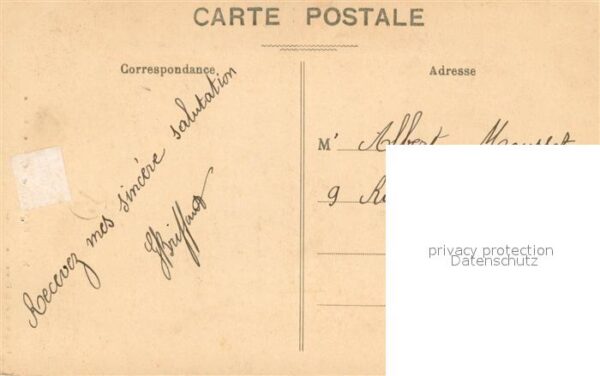 CARTE POSTALE
Correspondance
Adresse
Recevez mes sincère salutation
M' Albert
9
privacy protection
Datenschutz